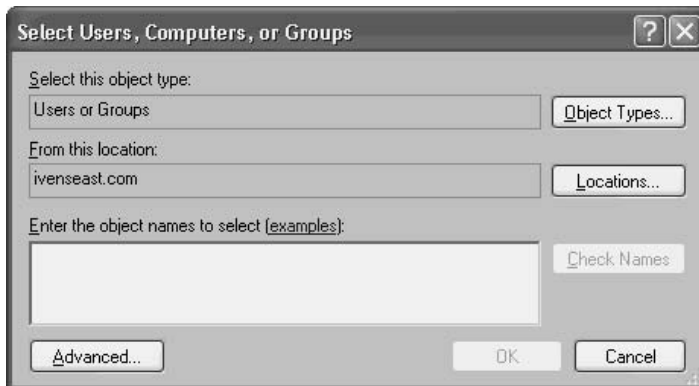 Select Users, Computers, or Groups
?
Select this object type:
Users or Groups
Object Types...
From this location:
ivenseast.com
Locations...
Enter the object names to select (examples):
Check Names
Advanced...
OK
Cancel